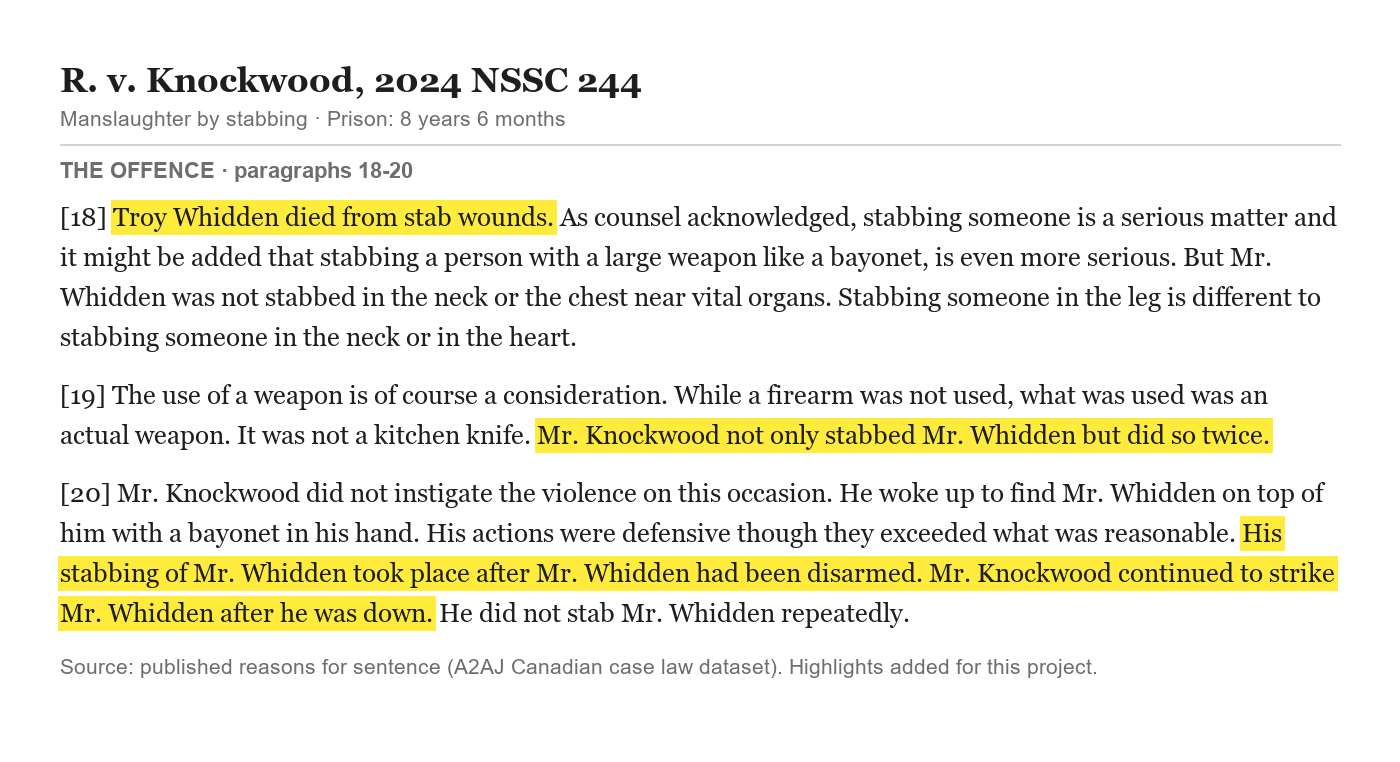 R. v. Knockwood, 2024 NSSC 244
Manslaughter by stabbing · Prison: 8 years 6 months
THE OFFENCE · paragraphs 18-20
[18] Troy Whidden died from stab wounds. As counsel acknowledged, stabbing someone is a serious matter and
it might be added that stabbing a person with a large weapon like a bayonet, is even more serious. But Mr.
Whidden was not stabbed in the neck or the chest near vital organs. Stabbing someone in the leg is different to
stabbing someone in the neck or in the heart.
[19] The use of a weapon is of course a consideration. While a firearm was not used, what was used was an
actual weapon. It was not a kitchen knife. Mr. Knockwood not only stabbed Mr. Whidden but did so twice.
[20] Mr. Knockwood did not instigate the violence on this occasion. He woke up to find Mr. Whidden on top of
him with a bayonet in his hand. His actions were defensive though they exceeded what was reasonable. His
stabbing of Mr. Whidden took place after Mr. Whidden had been disarmed. Mr. Knockwood continued to strike
Mr. Whidden after he was down. He did not stab Mr. Whidden repeatedly.
Source: published reasons for sentence (A2AJ Canadian case law dataset). Highlights added for this project.